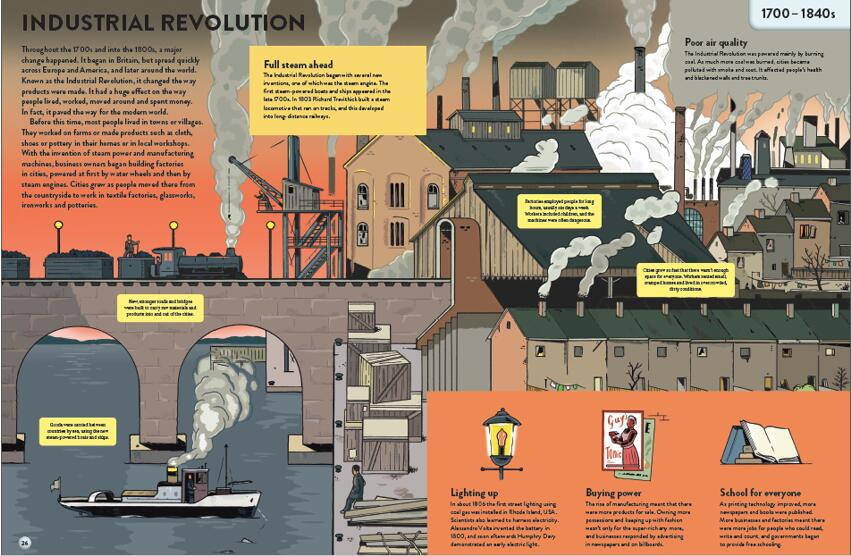 INDUSTRIAL REVOLUTION
1700 – 1840s
Throughout the 1700s and into the 1800s, a major
change happened. It began in Britain, but spread quickly
across Europe and America, and later around the world.
Known as the Industrial Revolution, it changed the way
products were made. It had a huge effect on the way
people lived, worked, moved around and spent money.
In fact, it paved the way for the modern world.
Before this time, most people lived in towns or villages.
They worked on farms or made products such as cloth,
shoes or pottery in their homes or in local workshops.
With the invention of steam power and manufacturing
machines, business owners began building factories
in cities, powered at first by water wheels and then by
steam engines. Cities grew as people moved there from
the countryside to work in textile factories, glassworks,
ironworks and potteries.
Full steam ahead
The Industrial Revolution began with several new
inventions, one of which was the steam engine. The
first steam-powered boats and ships appeared in the
late 1700s. In 1803 Richard Trevithick built a steam
locomotive that ran on tracks, and this developed
into long-distance railways.
Poor air quality
The Industrial Revolution was powered mainly by burning
coal. As much more coal was burned, cities became
polluted with smoke and soot. It affected people's health
and blackened walls and tree trunks.
Factories employed people for long
hours, usually six days a week.
Workers included children, and the
machines were often dangerous.
Cities grew so fast that there wasn't enough
space for everyone. Workers rented small,
cramped homes and lived in overcrowded,
dirty conditions.
New, stronger roads and bridges
were built to carry raw materials and
products into and out of the cities.
Goods were carried between
countries by sea, using the new
steam-powered boats and ships.
Guy's
Tonic
E
Lighting up
In about 1806 the first street lighting using
coal gas was installed in Rhode Island, USA.
Scientists also learned to harness electricity.
Alessandro Volta invented the battery in
1800, and soon afterwards Humphry Davy
demonstrated an early electric light.
Buying power
The rise of manufacturing meant that there
were more products for sale. Owning more
possessions and keeping up with fashion
wasn't only for the super-rich any more,
and businesses responded by advertising
in newspapers and on billboards.
School for everyone
As printing technology improved, more
newspapers and books were published.
More businesses and factories meant there
were more jobs for people who could read,
write and count, and governments began
to provide free schooling.
26